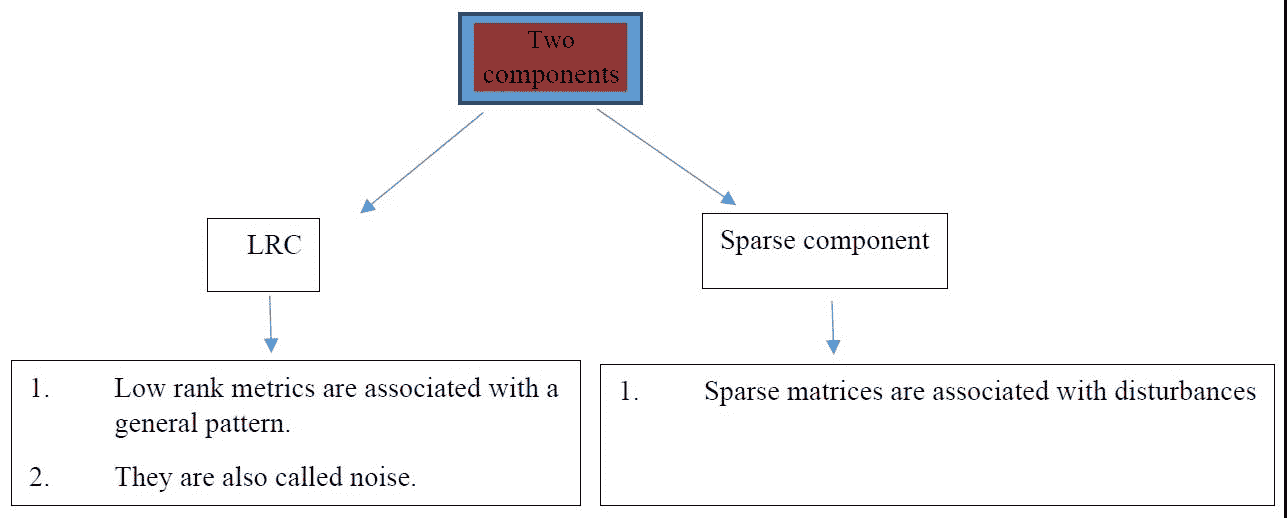 Two
components
LRC
Sparse component
1. Low rank metrics are associated with a
general pattern.
2. They are also called noise.
1. Sparse matrices are associated with disturbances